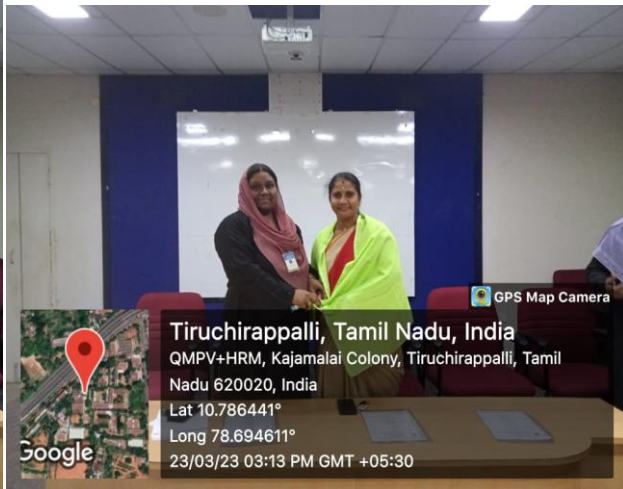 GPS Map Camera
Tiruchirappalli, Tamil Nadu, India
QMPV+HRM, Kajamalai Colony, Tiruchirappalli, Tamil
Nadu 620020, India
Lat 10.786441°
Long 78.694611°
23/03/23 03:13 PM GMT +05:30
Google